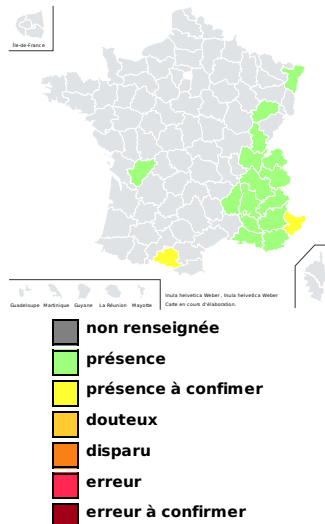 Île-de-France
Guadeloupe Martinique Guyane La Réunion Mayotte
Inula helvetica Weber , Inula helvetica Weber
Carte en cours d'élaboration.
non renseignée
présence
présence à confimer
douteux
disparu
erreur
erreur à confirmer